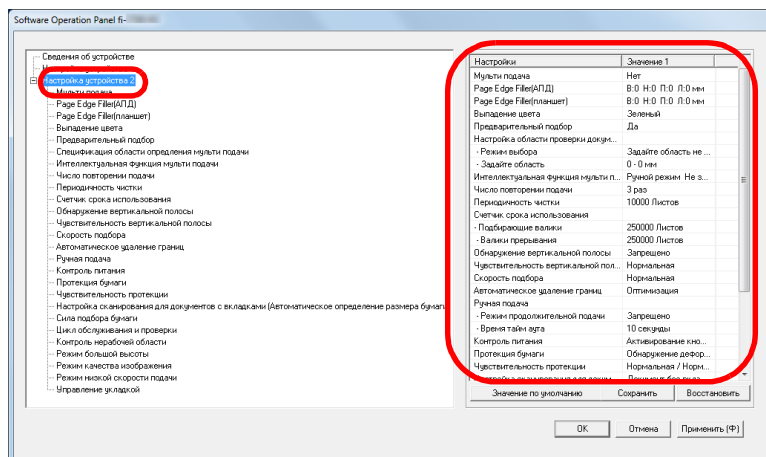 Software Operation Panel fi-
Сведения об устройстве
Настройка устройства 2
Мульти подача
Page Edge Filler(АПД)
Page Edge Filler(планшет)
Выпадение цвета
Предварительный подбор
Спецификация области опредления мульти подачи
Интеллектуальная функция мульти подачи
Число повторении подачи
Периодичность чистки
Счетчик срока использования
Обнаружение вертикальной полосы
Чувствительность вертикальной полосы
Скорость подбора
Автоматическое удаление границ
Ручная подача
Контроль питания
Протекция бумаги
Чувствительность протекции
Настройка сканирования для документов с вкладками (Автоматическое определение размера бумаги
Сила подбора бумаги
Цикл обслуживания и проверки
Контроль нерабочей области
Режим большой высоты
Режим качества изображения
Режим низкой скорости подачи
Управление укладкой
Настройки Значение 1
Мульти подача Нет
Page Edge Filler(АПД) В:0 Н:0 П:0 Л:0 мм
Page Edge Filler(планшет) В:0 Н:0 П:0 Л:0 мм
Выпадение цвета Зеленый
Предварительный подбор Да
Настройка области проверки докум...
- Режим выбора Задайте область не ...
- Задайте область 0 - 0 мм
Интеллектуальная функция мульти п... Ручной режим Не з...
Число повторении подачи 3 раз
Периодичность чистки 10000 Листов
Счетчик срока использования
- Подбирающие валики 250000 Листов
- Валики прерывания 250000 Листов
Обнаружение вертикальной полосы Запрещено
Чувствительность вертикальной пол... Нормальная
Скорость подбора Нормальная
Автоматическое удаление границ Оптимизация
Ручная подача
- Режим продолжительной подачи Запрещено
- Время тайм аута 10 секунды
Контроль питания Активирование кно...
Протекция бумаги Обнаружение дефор...
Чувствительность протекции Нормальная / Норм...
Значение по умолчанию Сохранить Восстановить
OK Отмена Применить (Ф)